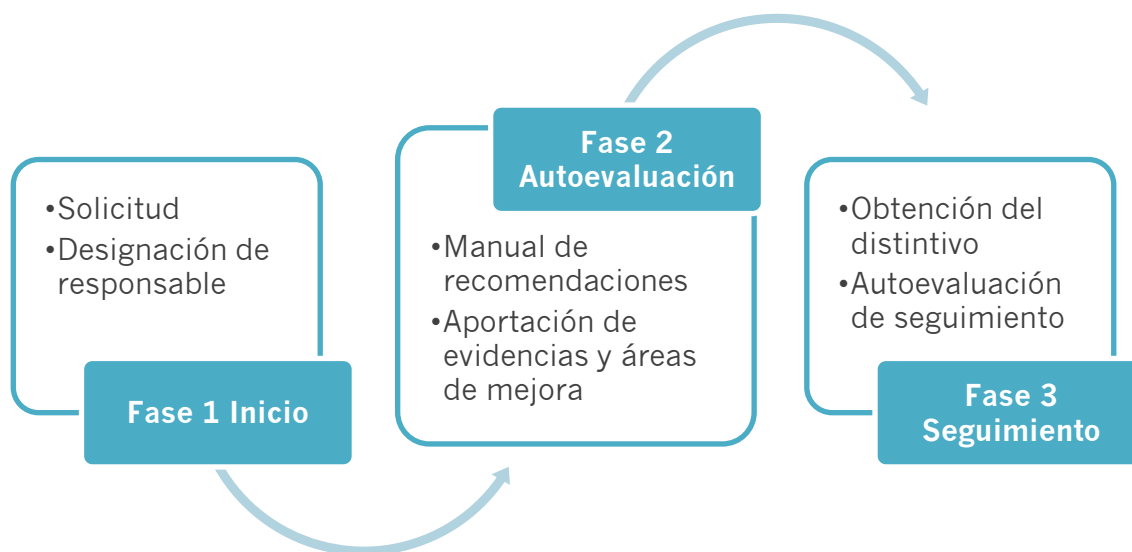 •Solicitud
•Designación de
responsable
Fase 1 Inicio
Fase 2
Autoevaluación
•Manual de
recomendaciones
•Aportación de
evidencias y áreas
de mejora
•Obtención del
distintivo
•Autoevaluación
de seguimiento
Fase 3
Seguimiento